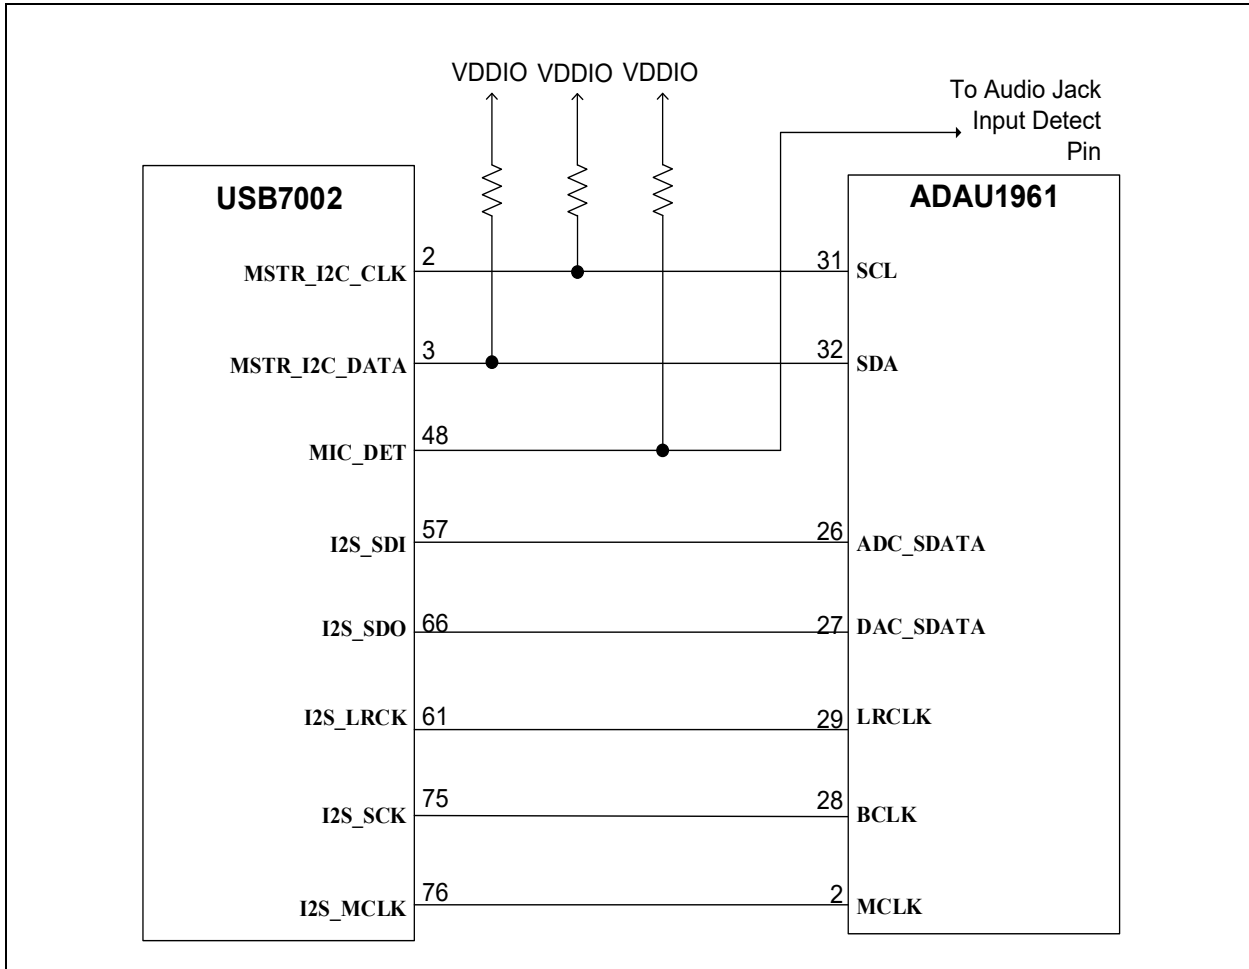 VDDIO VDDIO VDDIO
To Audio Jack
Input Detect
Pin
USB7002
ADAU1961
MSTR_I2C_CLK 2 31 SCL
MSTR_I2C_DATA 3 32 SDA
MIC_DET 48
I2S_SDI 57 26 ADC_SDATA
I2S_SDO 66 27 DAC_SDATA
I2S_LRCK 61 29 LRCLK
I2S_SCK 75 28 BCLK
I2S_MCLK 76 2 MCLK